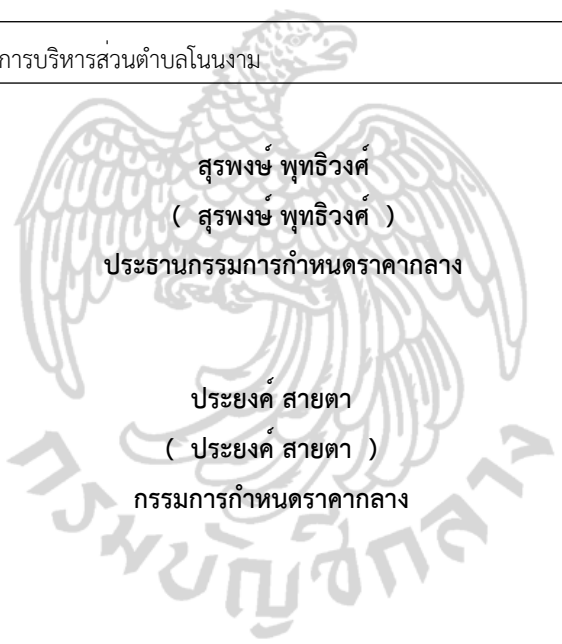 การบริหารส่วนตำบลโนนงาม
สุรพงษ์ พุทธิวงศ์
( สุรพงษ์ พุทธิวงศ์ )
ประธานกรรมการกำหนดราคากลาง
ประยงค์ สายตา
( ประยงค์ สายตา )
กรรมการกำหนดราคากลาง
กรมบัญชีกลาง